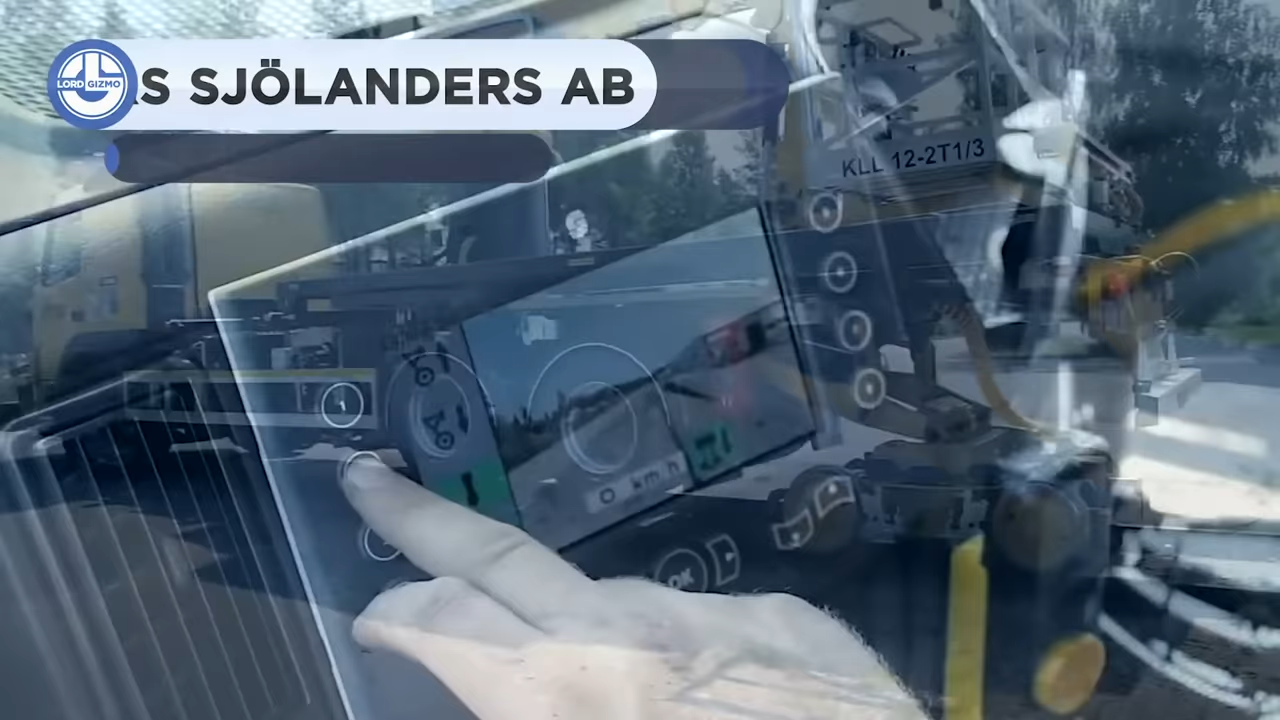 LORD GIZMO
S SJÖLANDERS AB
KLL 12-2T1/3
0 km/h
OK